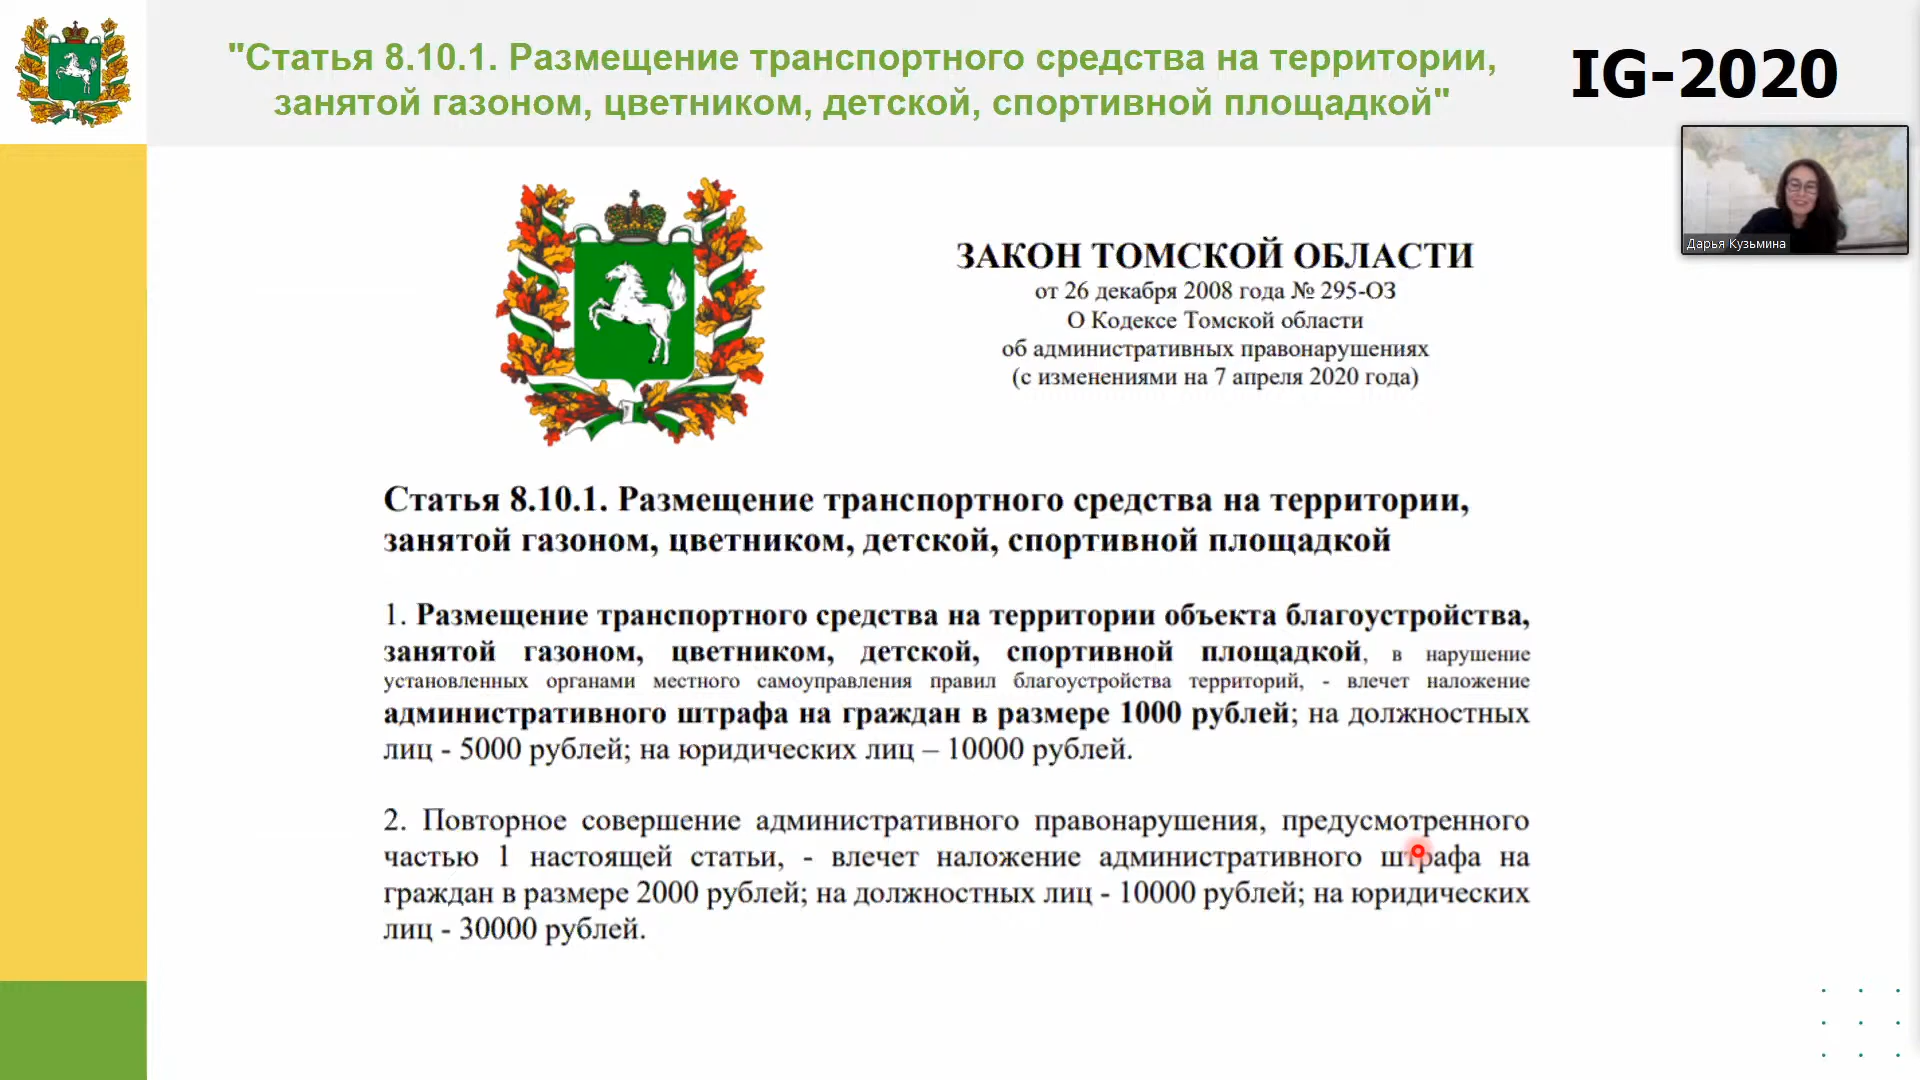 "Статья 8.10.1. Размещение транспортного средства на территории,
занятой газоном, цветником, детской, спортивной площадкой"
IG-2020
Дарья Кузьмина
ЗАКОН ТОМСКОЙ ОБЛАСТИ
от 26 декабря 2008 года № 295-ОЗ
О Кодексе Томской области
об административных правонарушениях
(с изменениями на 7 апреля 2020 года)
Статья 8.10.1. Размещение транспортного средства на территории,
занятой газоном, цветником, детской, спортивной площадкой
1. Размещение транспортного средства на территории объекта благоустройства,
занятой газоном, цветником, детской, спортивной площадкой, в нарушение
установленных органами местного самоуправления правил благоустройства территорий, - влечет наложение
административного штрафа на граждан в размере 1000 рублей; на должностных
лиц - 5000 рублей; на юридических лиц – 10000 рублей.
2. Повторное совершение административного правонарушения, предусмотренного
частью 1 настоящей статьи, - влечет наложение административного штрафа на
граждан в размере 2000 рублей; на должностных лиц - 10000 рублей; на юридических
лиц - 30000 рублей.